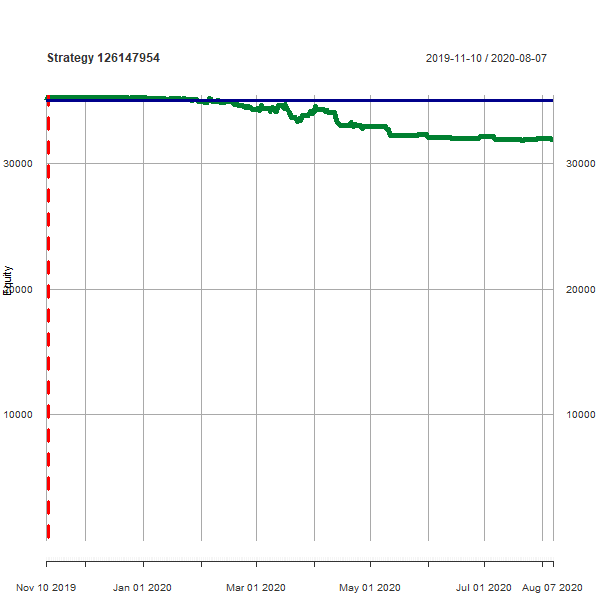 Strategy 126147954
2019-11-10 / 2020-08-07
30000
30000
Equity
20000
20000
10000
10000
Nov 10 2019
Jan 01 2020
Mar 01 2020
May 01 2020
Jul 01 2020
Aug 07 2020